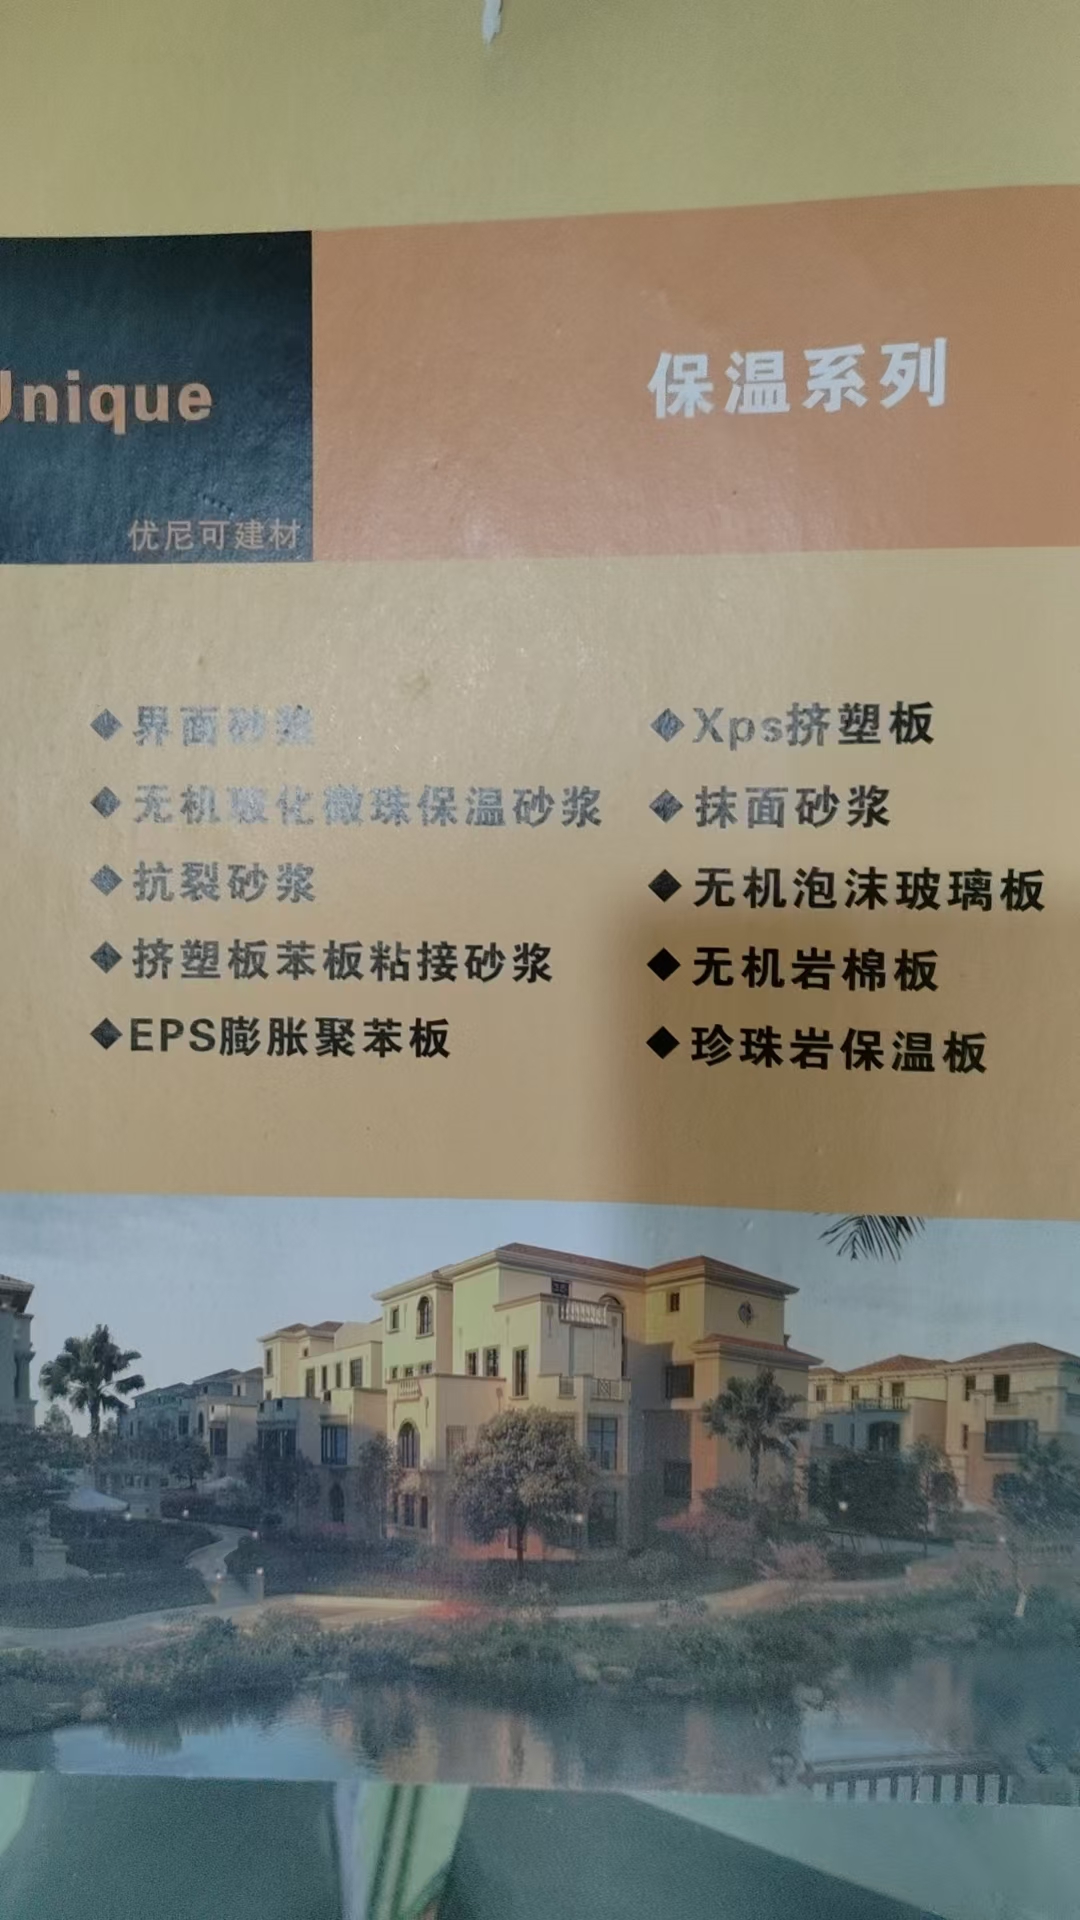 Unique
优尼可建材
保温系列
◆界面砂浆
◆无机玻化微珠保温砂浆
◆抗裂砂浆
◆挤塑板苯板粘接砂浆
◆EPS膨胀聚苯板
◆Xps挤塑板
◆抹面砂浆
◆无机泡沫玻璃板
◆无机岩棉板
◆珍珠岩保温板